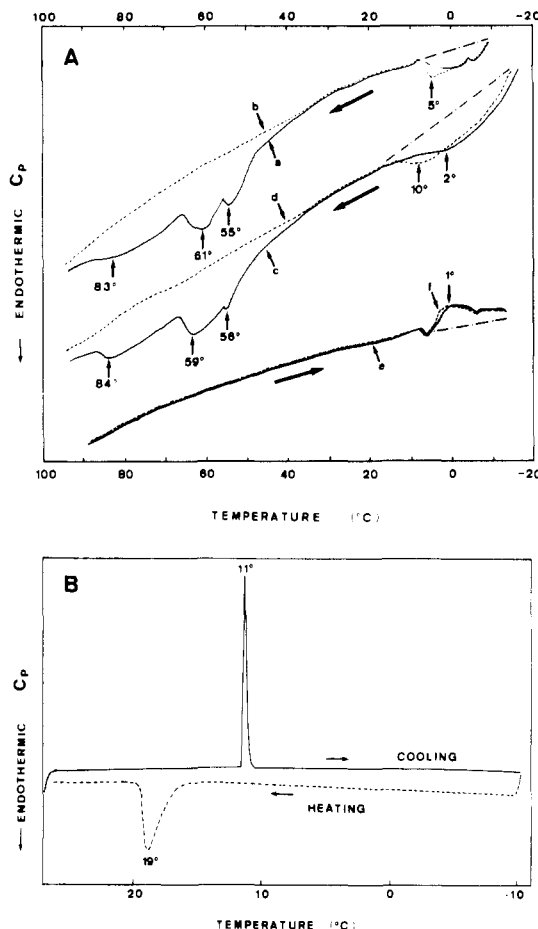 100 80 60 40 20 0 -20
A
b
a
5°
d
10° 2°
c
55°
61°
83°
f 1°
56°
59°
84°
e
← ENDOTHERMIC Cp
100 80 60 40 20 0 -20
TEMPERATURE (°C)
B
11°
COOLING
HEATING
19°
← ENDOTHERMIC Cp
20 10 0 -10
TEMPERATURE (°C)